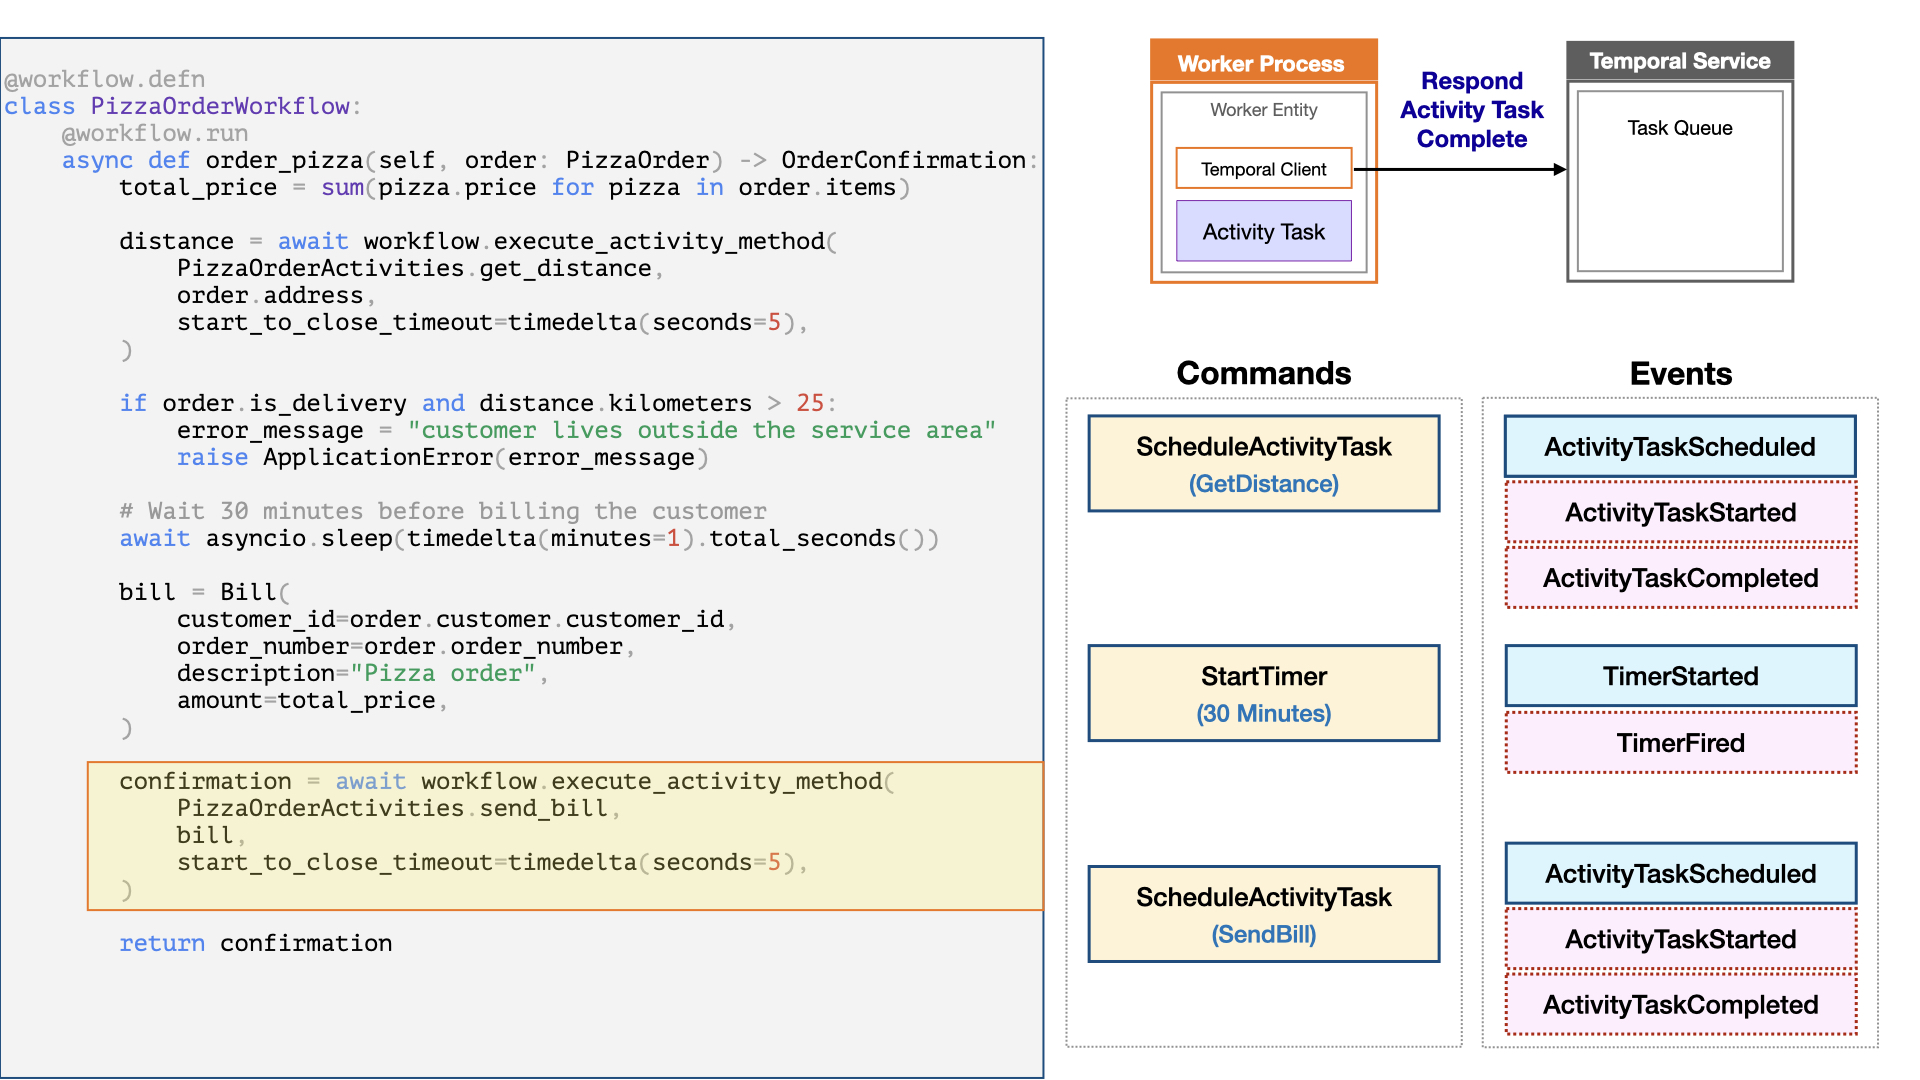 @workflow.defn
class PizzaOrderWorkflow:
    @workflow.run
    async def order_pizza(self, order: PizzaOrder) -> OrderConfirmation:
        total_price = sum(pizza.price for pizza in order.items)

        distance = await workflow.execute_activity_method(
            PizzaOrderActivities.get_distance,
            order.address,
            start_to_close_timeout=timedelta(seconds=5),
        )

        if order.is_delivery and distance.kilometers > 25:
            error_message = "customer lives outside the service area"
            raise ApplicationError(error_message)

        # Wait 30 minutes before billing the customer
        await asyncio.sleep(timedelta(minutes=1).total_seconds())

        bill = Bill(
            customer_id=order.customer.customer_id,
            order_number=order.order_number,
            description="Pizza order",
            amount=total_price,
        )

        confirmation = await workflow.execute_activity_method(
            PizzaOrderActivities.send_bill,
            bill,
            start_to_close_timeout=timedelta(seconds=5),
        )

        return confirmation
Worker Process
Worker Entity
Temporal Client
Activity Task
Respond
Activity Task
Complete
Temporal Service
Task Queue
Commands
ScheduleActivityTask
(GetDistance)
StartTimer
(30 Minutes)
ScheduleActivityTask
(SendBill)
Events
ActivityTaskScheduled
ActivityTaskStarted
ActivityTaskCompleted
TimerStarted
TimerFired
ActivityTaskScheduled
ActivityTaskStarted
ActivityTaskCompleted